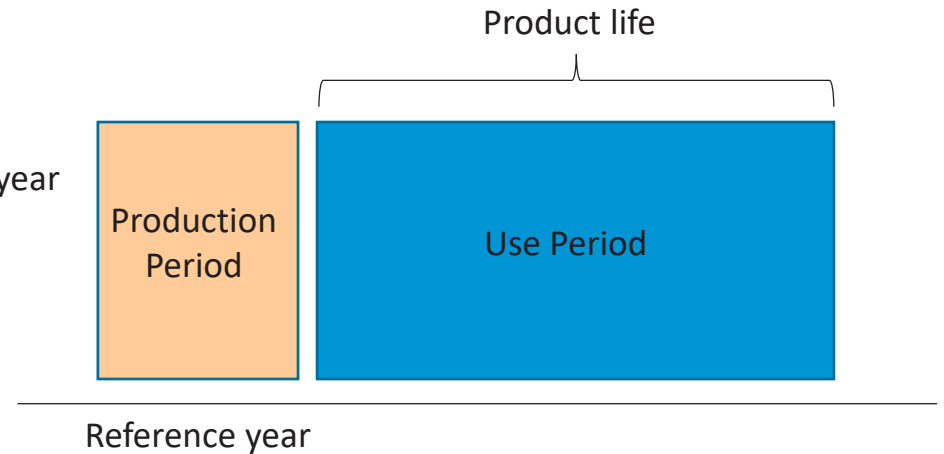 Product life
year
Production
Period
Use Period
Reference year